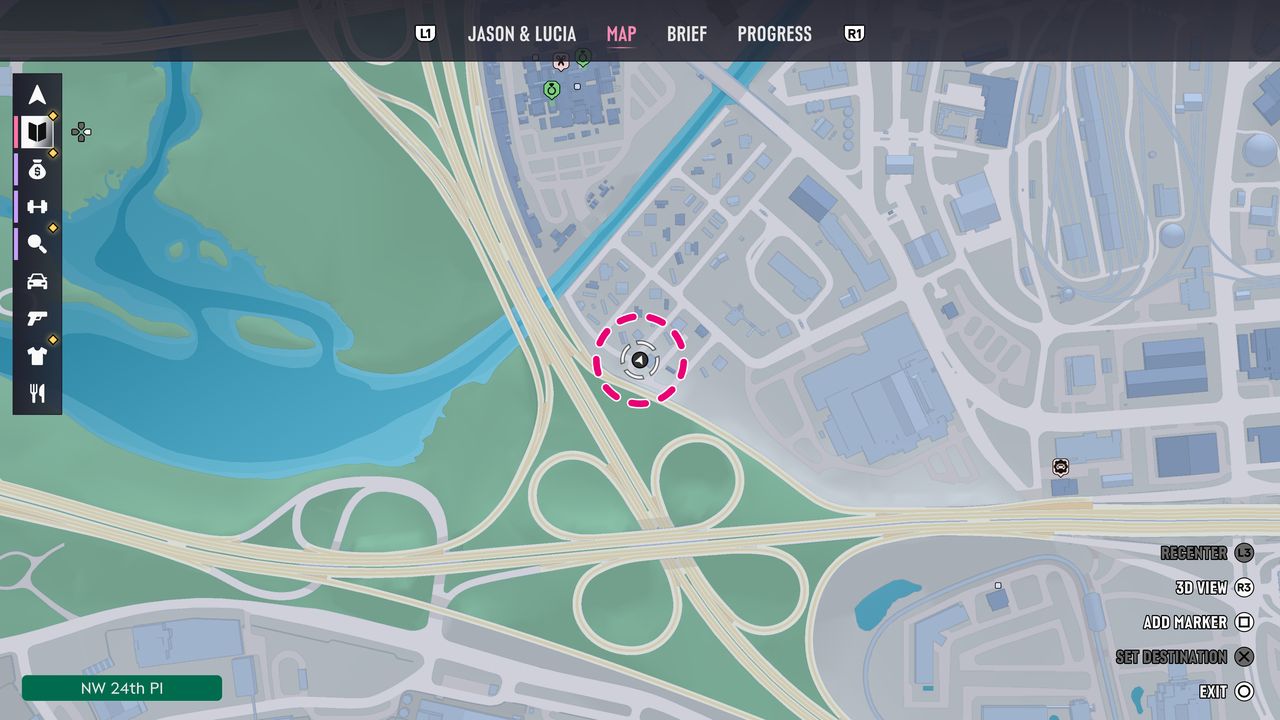 L1 JASON & LUCIA MAP BRIEF PROGRESS R1
RECENTER L3
3D VIEW R3
ADD MARKER
SET DESTINATION
EXIT
NW 24th Pl